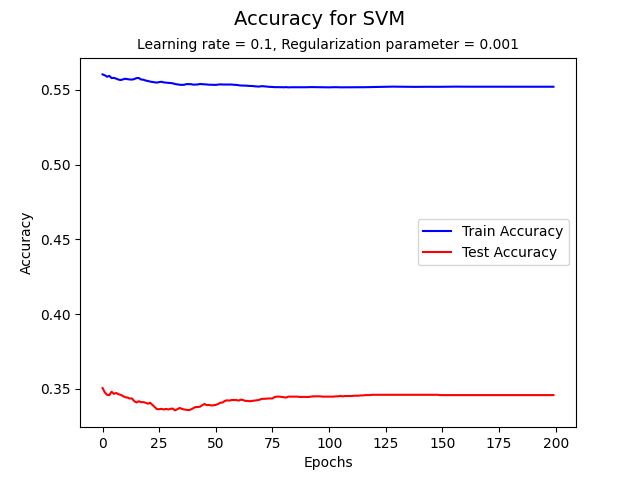 Accuracy for SVM
Learning rate = 0.1, Regularization parameter = 0.001
0.55
0.50
0.45
0.40
0.35
Accuracy
Train Accuracy
Test Accuracy
0 25 50 75 100 125 150 175 200
Epochs